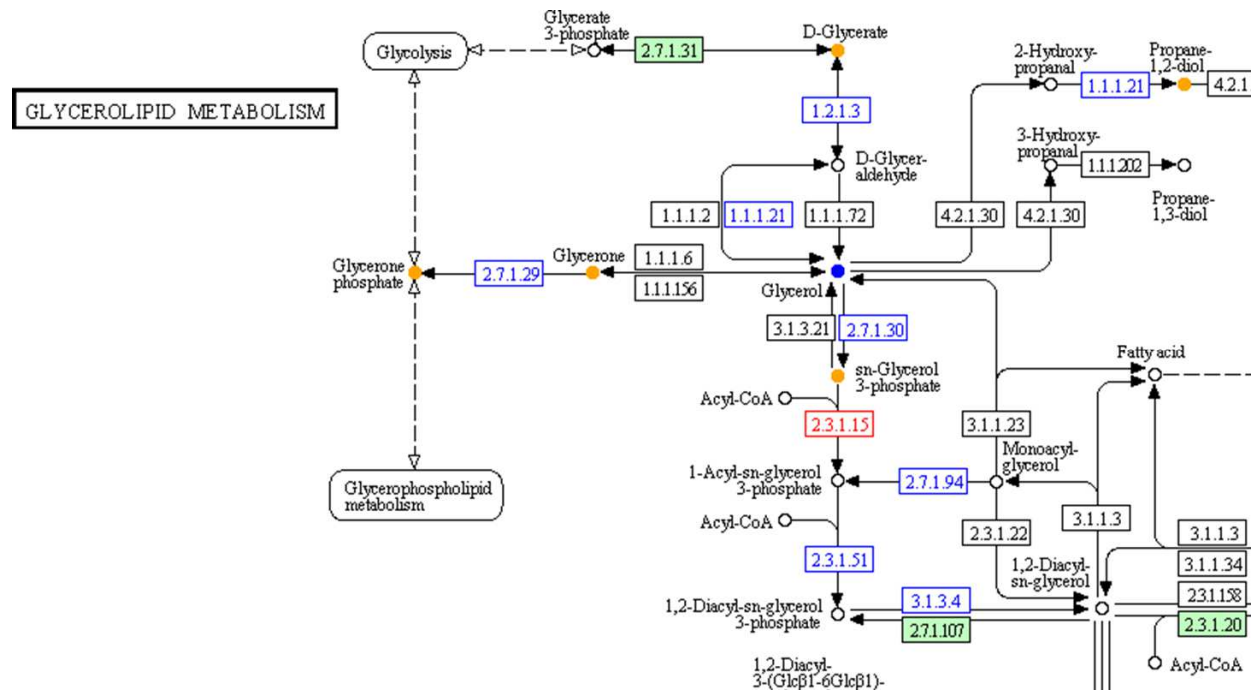 Glycerate
3-phosphate
D-Glycerate
Glycolysis
2.7.1.31
2-Hydroxy-
propanal
Propane-
1,2-diol
1.1.1.21
4.2.1.
GLYCEROLIPID METABOLISM
1.2.1.3
3-Hydroxy-
propanal
D-Glycer-
aldehyde
1.1.1.202
Propane-
1,3-diol
1.1.1.2
1.1.1.21
1.1.1.72
4.2.1.30
4.2.1.30
Glycerone
phosphate
2.7.1.29
Glycerone
1.1.1.6
1.1.1.156
Glycerol
3.1.3.21
2.7.1.30
Fatty acid
sn-Glycerol
3-phosphate
Acyl-CoA
2.3.1.15
3.1.1.23
Monoacyl-
glycerol
1-Acyl-sn-glycerol
3-phosphate
2.7.1.94
Glycerophospholipid
metabolism
Acyl-CoA
2.3.1.22
3.1.1.3
3.1.1.3
2.3.1.51
1,2-Diacyl-
sn-glycerol
3.1.1.34
2.3.1.158
1,2-Diacyl-sn-glycerol
3-phosphate
3.1.3.4
2.7.1.107
2.3.1.20
1,2-Diacyl-
3-(Glcβ1-6Glcβ1)-
Acyl-CoA